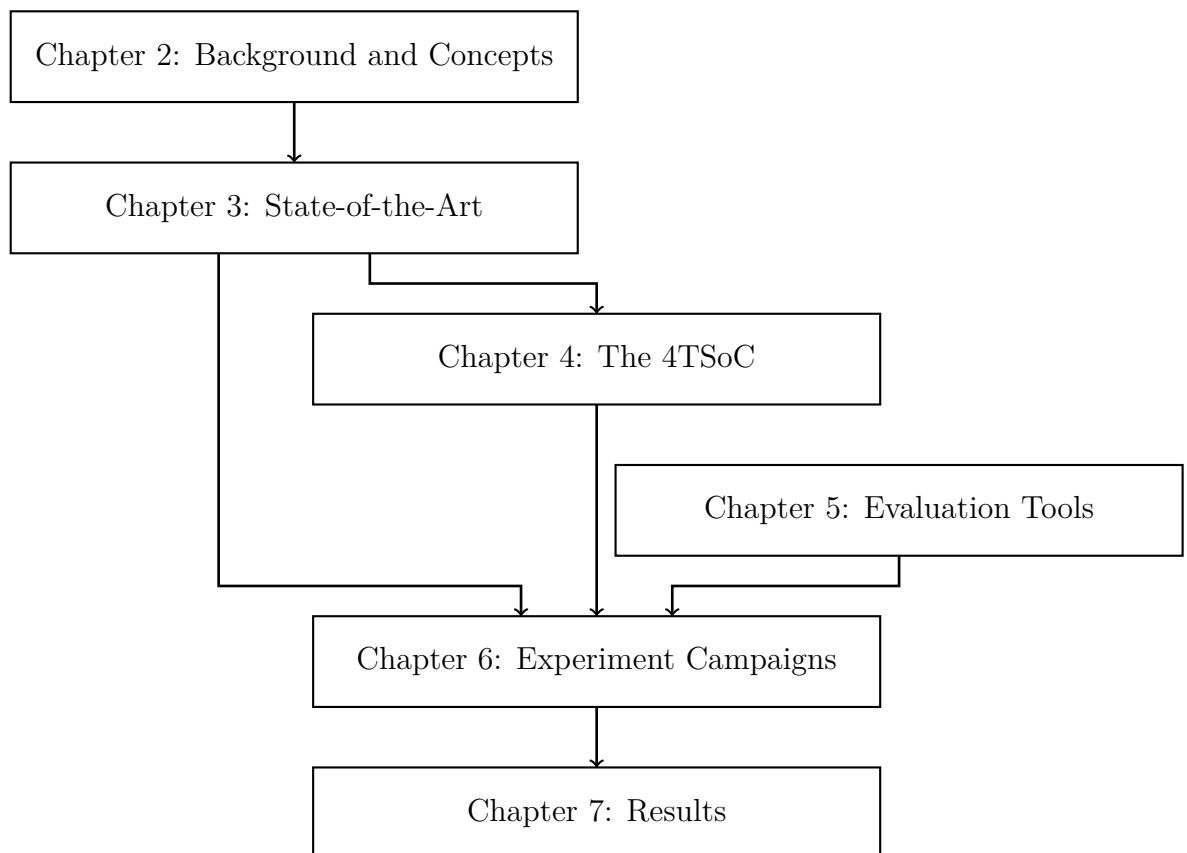 Chapter 2: Background and Concepts
Chapter 3: State-of-the-Art
Chapter 4: The 4TSoC
Chapter 5: Evaluation Tools
Chapter 6: Experiment Campaigns
Chapter 7: Results